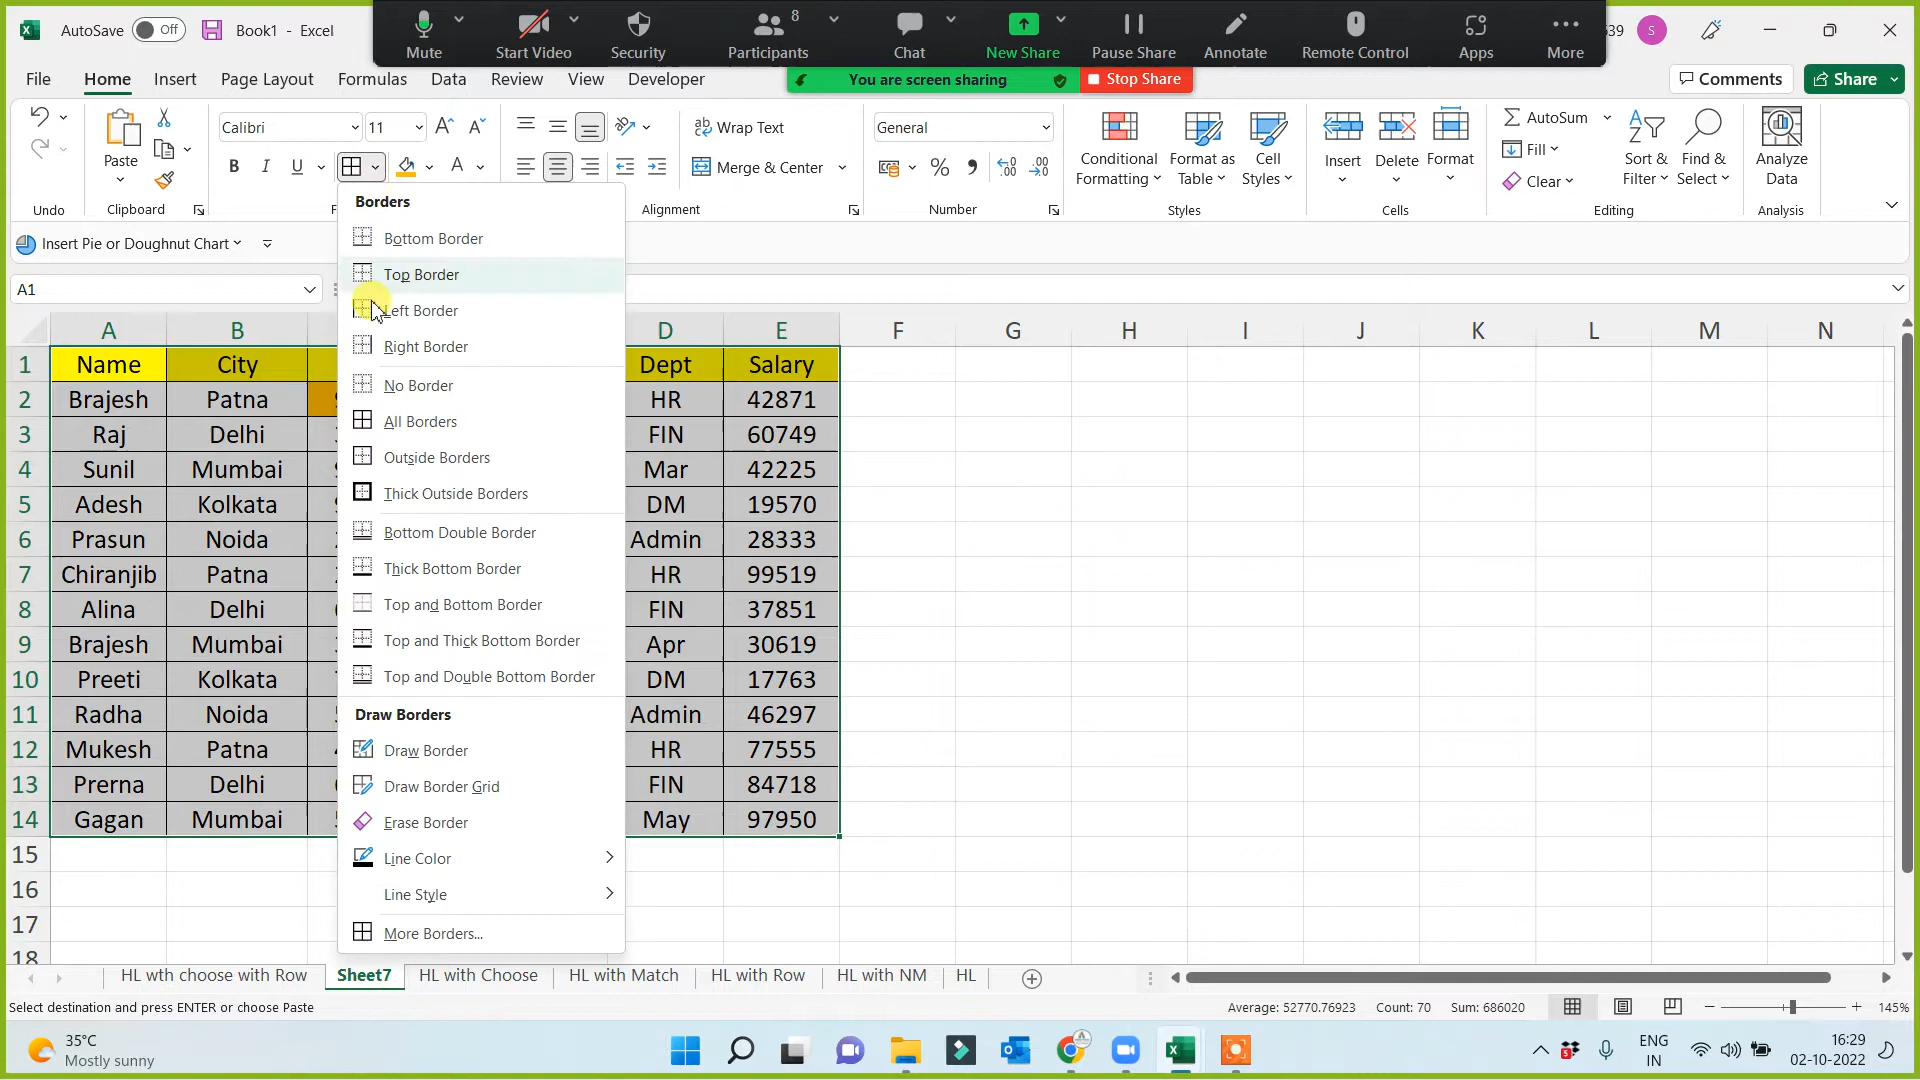 AutoSave Off Book1 - Excel
Mute Start Video Security Participants 8 Chat New Share Pause Share Annotate Remote Control Apps More
39 S
File Home Insert Page Layout Formulas Data Review View Developer
You are screen sharing Stop Share
Comments Share
Calibri 11
Paste
B I U A
Wrap Text
Merge & Center
General
Conditional Formatting
Format as Table
Cell Styles
Insert Delete Format
AutoSum
Fill
Clear
Sort & Filter
Find & Select
Analyze Data
Undo Clipboard Alignment Number Styles Cells Editing Analysis
Insert Pie or Doughnut Chart
A1
Borders
Bottom Border
Top Border
Left Border
Right Border
No Border
All Borders
Outside Borders
Thick Outside Borders
Bottom Double Border
Thick Bottom Border
Top and Bottom Border
Top and Thick Bottom Border
Top and Double Bottom Border
Draw Borders
Draw Border
Draw Border Grid
Erase Border
Line Color
Line Style
More Borders...
A B D E F G H I J K L M N
1 Name City Dept Salary
2 Brajesh Patna HR 42871
3 Raj Delhi FIN 60749
4 Sunil Mumbai Mar 42225
5 Adesh Kolkata DM 19570
6 Prasun Noida Admin 28333
7 Chiranjib Patna HR 99519
8 Alina Delhi FIN 37851
9 Brajesh Mumbai Apr 30619
10 Preeti Kolkata DM 17763
11 Radha Noida Admin 46297
12 Mukesh Patna HR 77555
13 Prerna Delhi FIN 84718
14 Gagan Mumbai May 97950
15
16
17
18
HL wth choose with Row Sheet7 HL with Choose HL with Match HL with Row HL with NM HL
Select destination and press ENTER or choose Paste Average: 52770.76923 Count: 70 Sum: 686020 145%
35°C
Mostly sunny
ENG
IN
16:29
02-10-2022